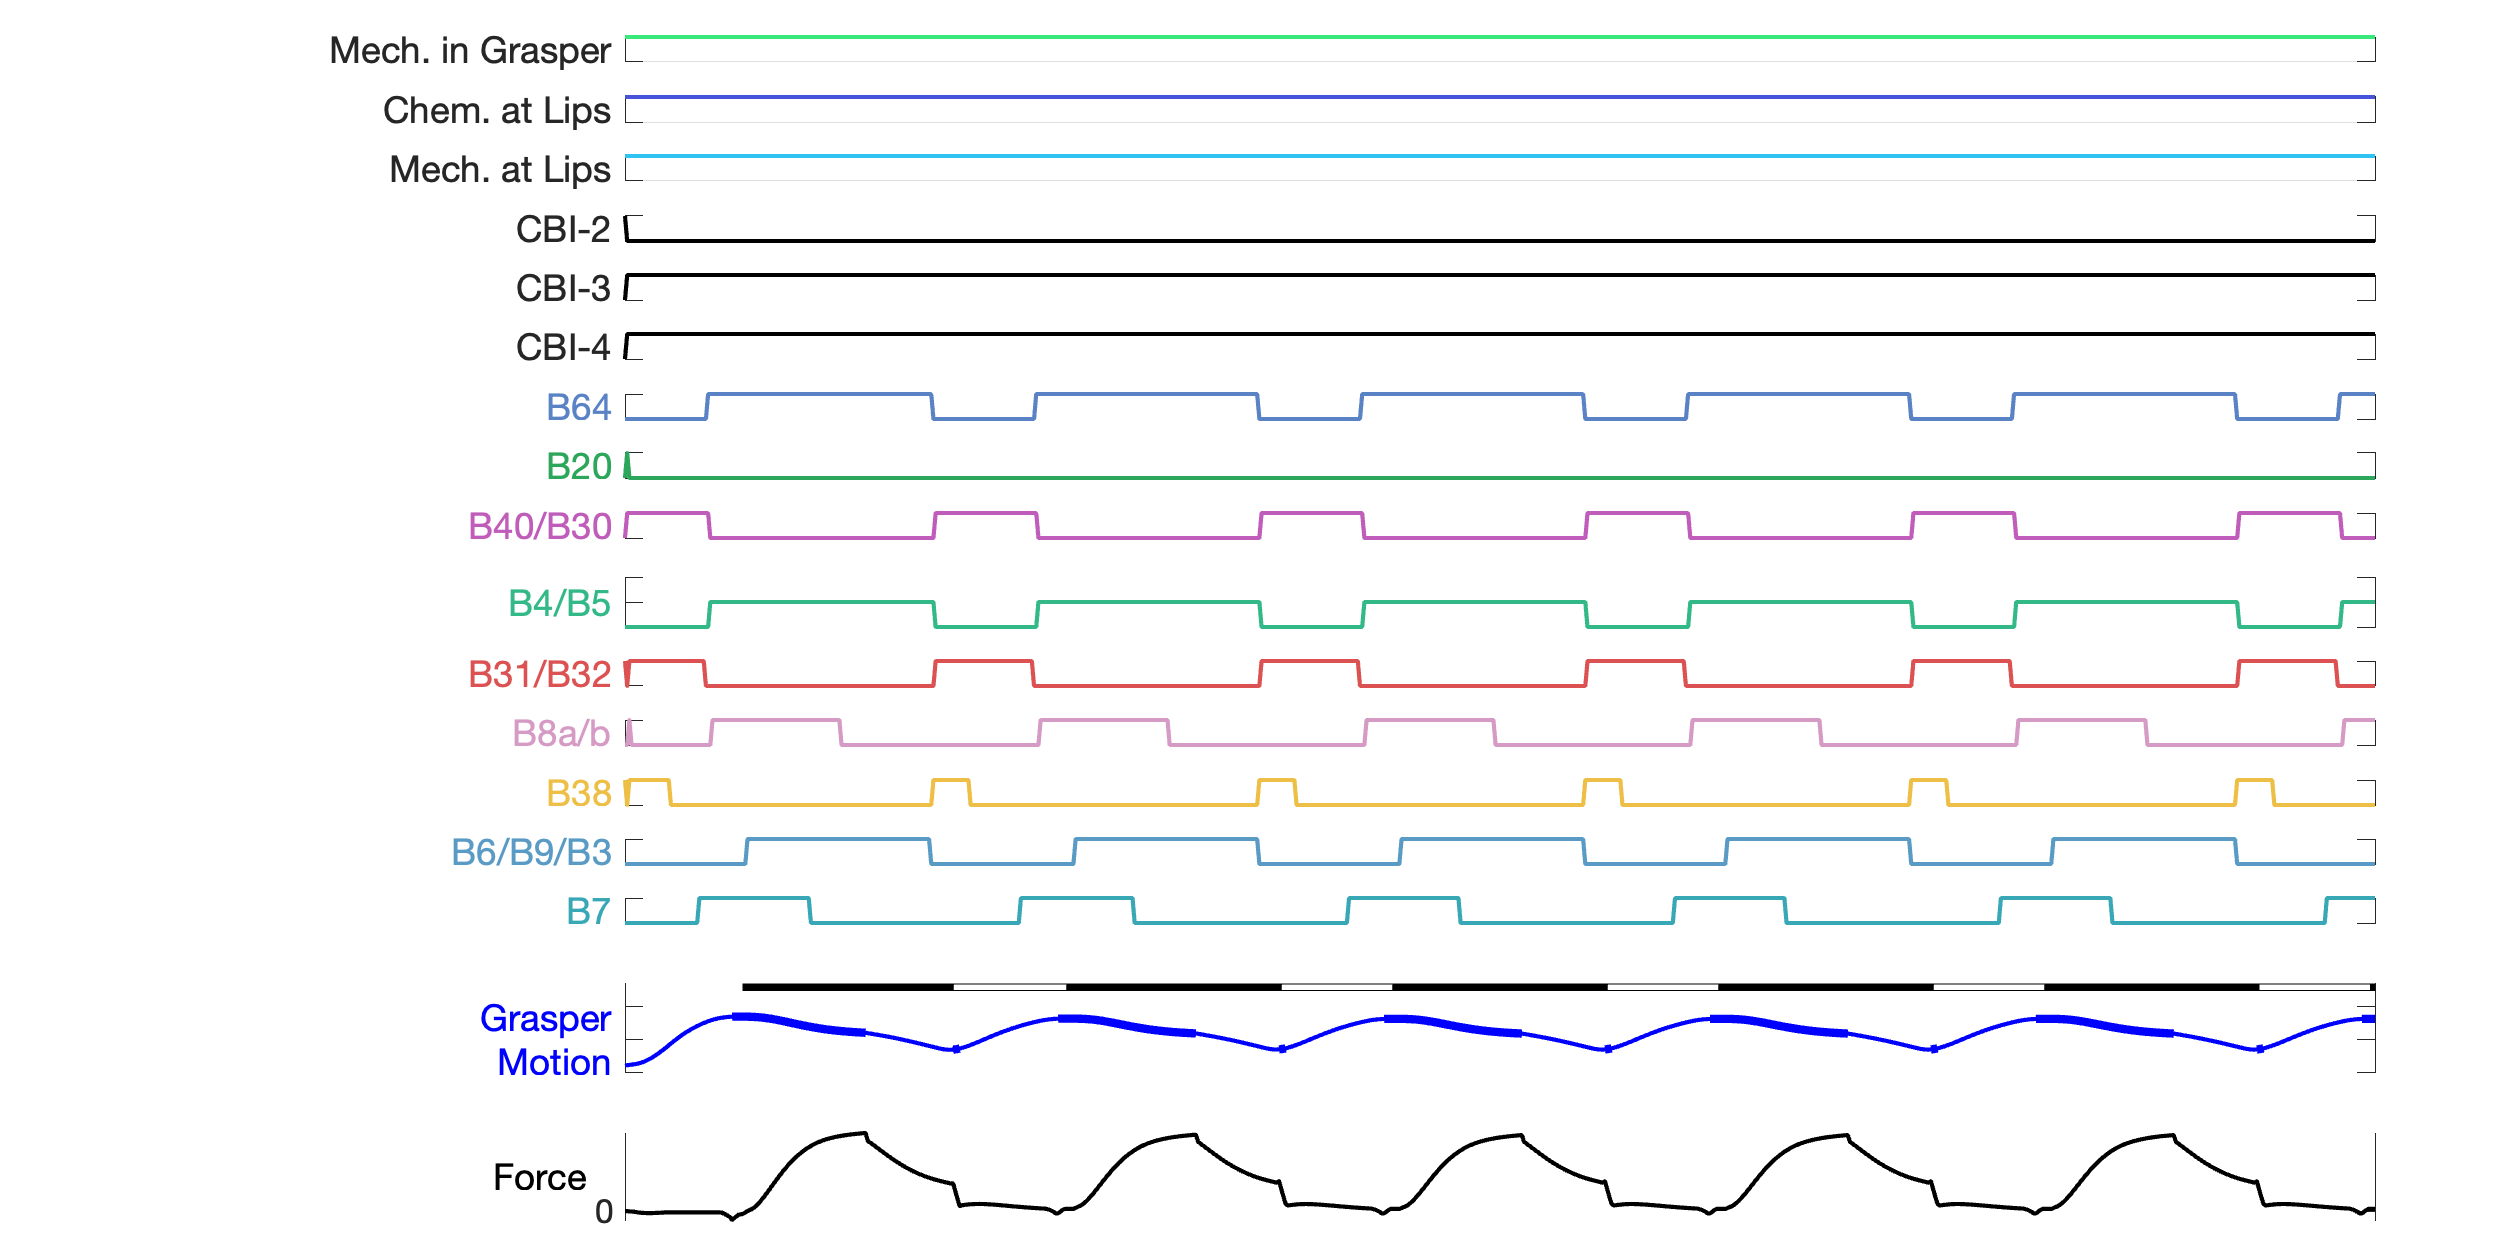 Mech. in Grasper
Chem. at Lips
Mech. at Lips
CBI-2
CBI-3
CBI-4
B64
B20
B40/B30
B4/B5
B31/B32
B8a/b
B38
B6/B9/B3
B7
Grasper
Motion
Force
0